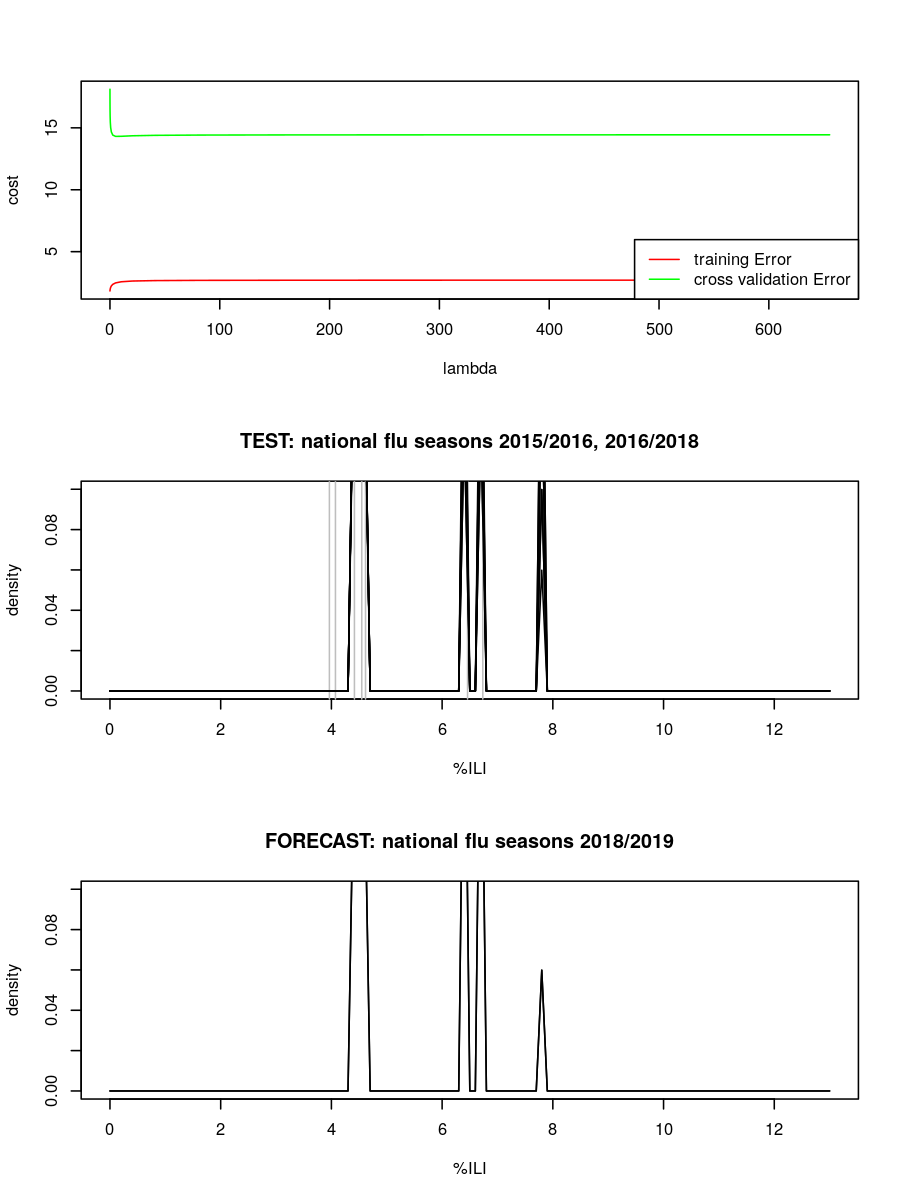 cost
15
10
5
training Error
cross validation Error
0 100 200 300 400 500 600
lambda
TEST: national flu seasons 2015/2016, 2016/2018
density
0.08
0.04
0.00
0 2 4 6 8 10 12
%ILI
FORECAST: national flu seasons 2018/2019
density
0.08
0.04
0.00
0 2 4 6 8 10 12
%ILI